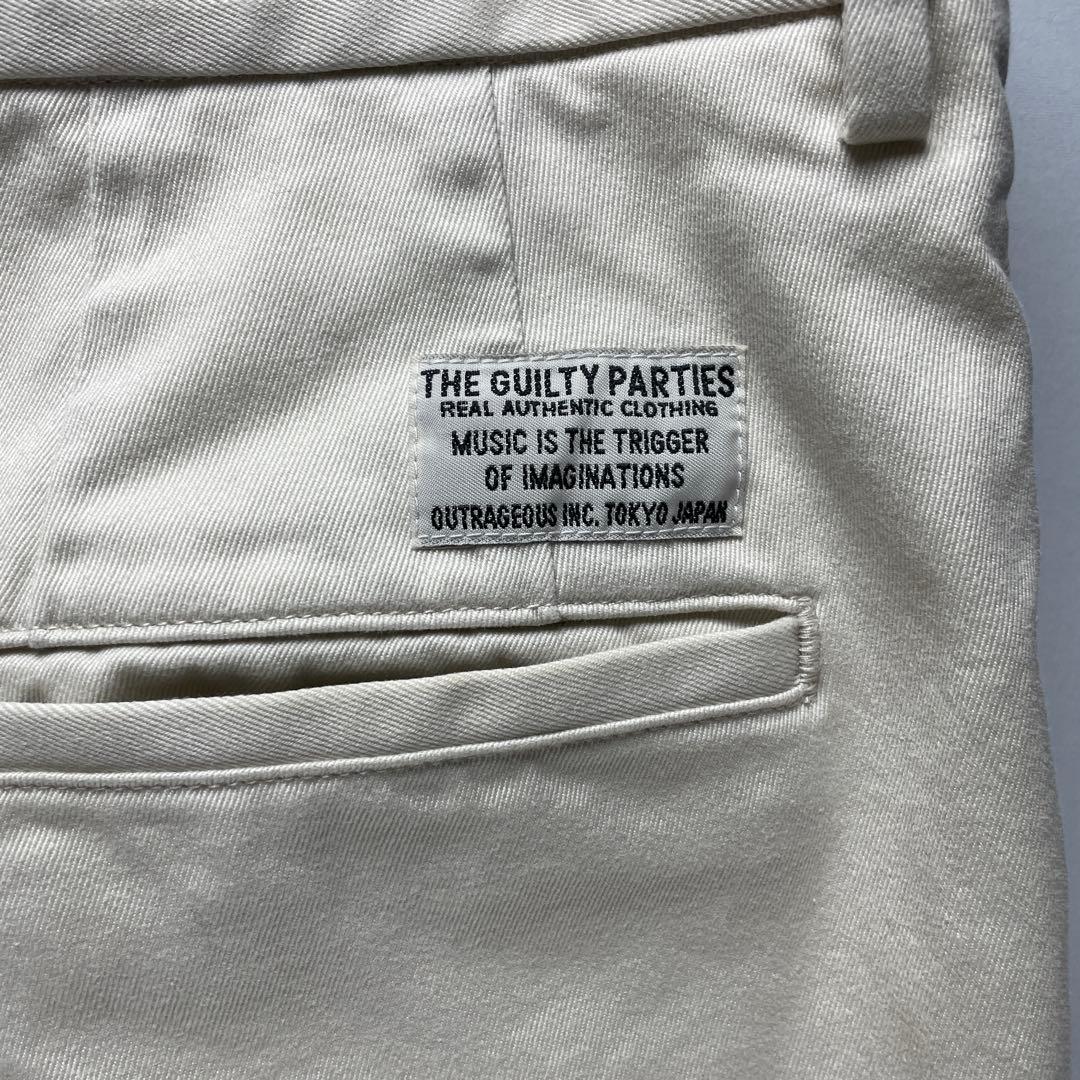 THE GUILTY PARTIES
REAL AUTHENTIC CLOTHING
MUSIC IS THE TRIGGER
OF IMAGINATIONS
OUTRAGEOUS INC. TOKYO JAPAN